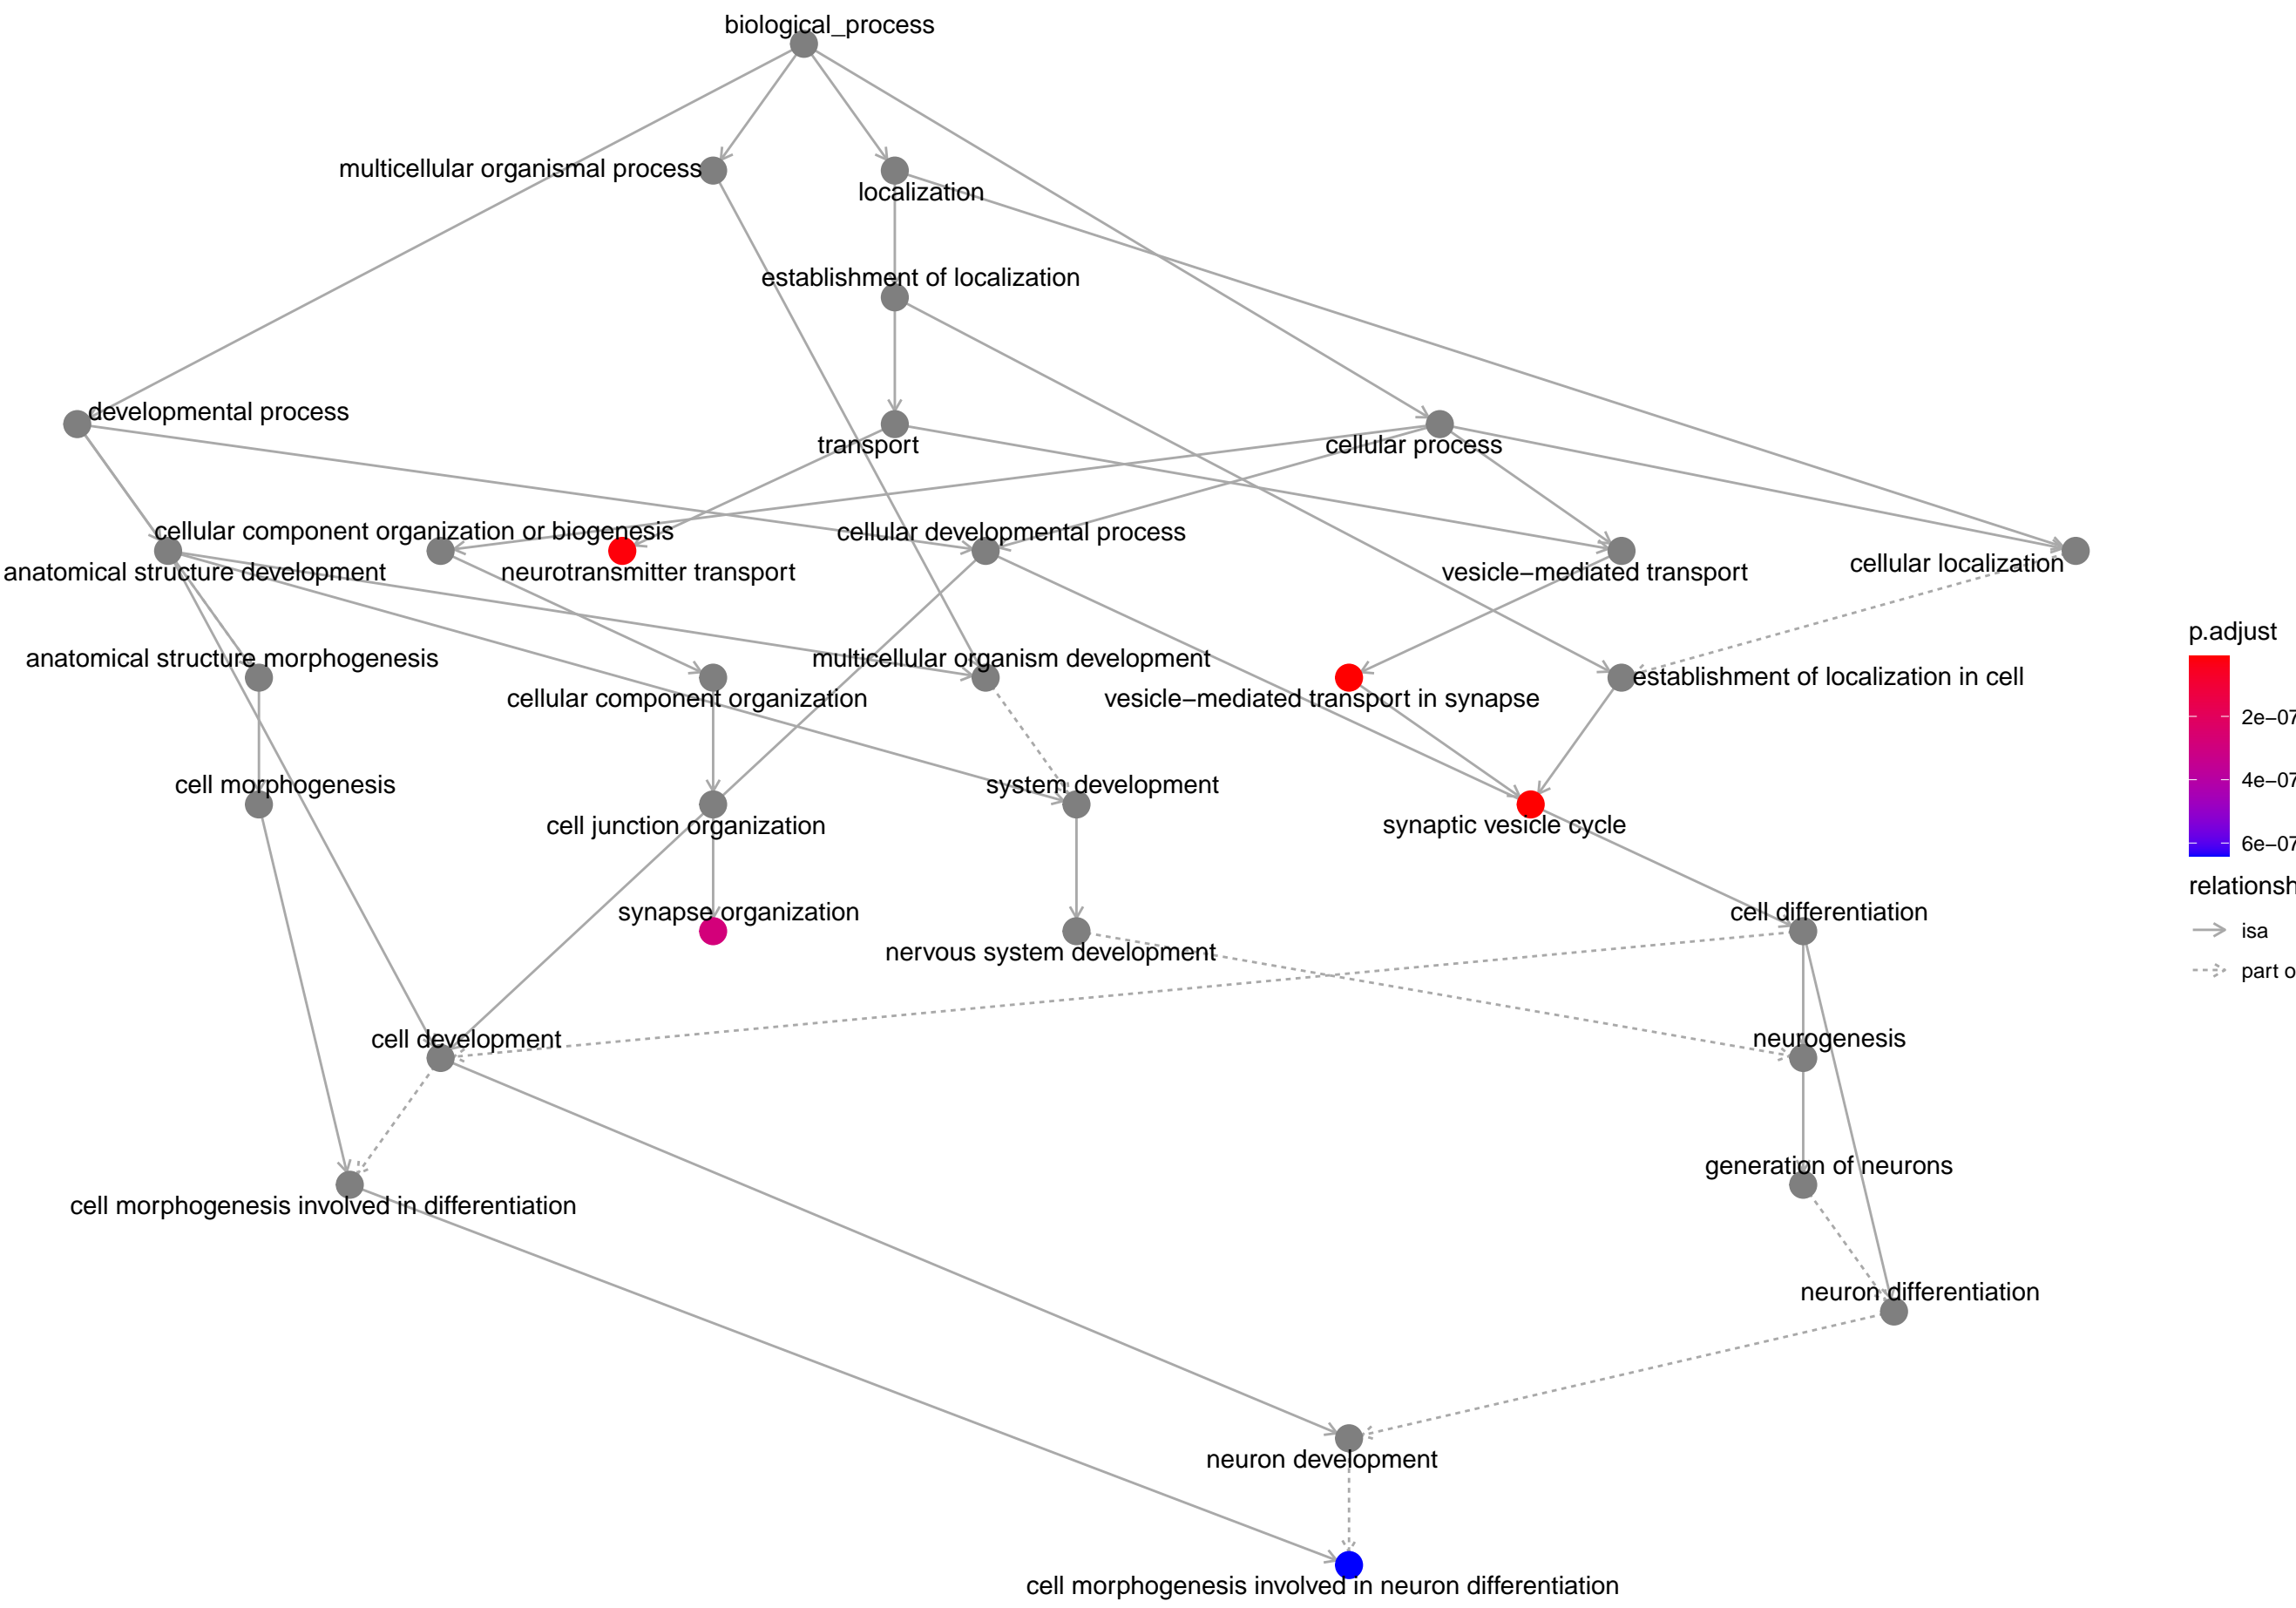 biological_process
multicellular organismal process
localization
establishment of localization
developmental process
transport
cellular process
cellular component organization or biogenesis
cellular developmental process
anatomical structure development
neurotransmitter transport
vesicle−mediated transport
cellular localization
anatomical structure morphogenesis
multicellular organism development
cellular component organization
vesicle−mediated transport in synapse
establishment of localization in cell
cell morphogenesis
system development
cell junction organization
synaptic vesicle cycle
synapse organization
cell differentiation
nervous system development
cell development
neurogenesis
generation of neurons
cell morphogenesis involved in differentiation
neuron differentiation
neuron development
cell morphogenesis involved in neuron differentiation
p.adjust
2e−07
4e−07
6e−07
relationsh
isa
part o